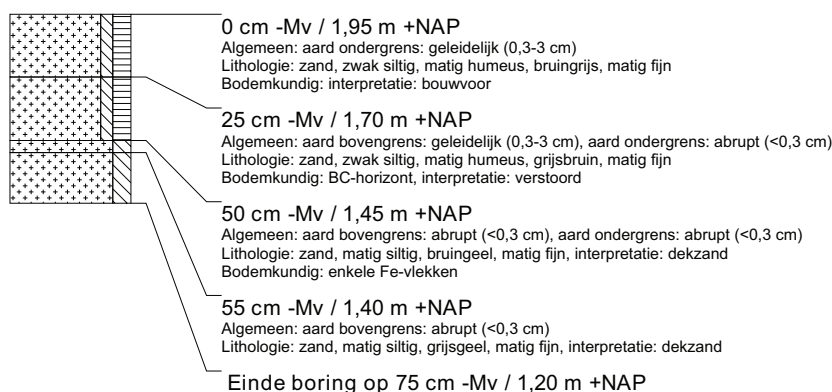 0 cm -Mv / 1,95 m +NAP
Algemeen: aard ondergrens: geleidelijk (0,3-3 cm)
Lithologie: zand, zwak siltig, matig humeus, bruingrijs, matig fijn
Bodemkundig: interpretatie: bouwvoor
25 cm -Mv / 1,70 m +NAP
Algemeen: aard bovengrens: geleidelijk (0,3-3 cm), aard ondergrens: abrupt (<0,3 cm)
Lithologie: zand, zwak siltig, matig humeus, grijsbruin, matig fijn
Bodemkundig: BC-horizont, interpretatie: verstoord
50 cm -Mv / 1,45 m +NAP
Algemeen: aard bovengrens: abrupt (<0,3 cm), aard ondergrens: abrupt (<0,3 cm)
Lithologie: zand, matig siltig, bruingeel, matig fijn, interpretatie: dekzand
Bodemkundig: enkele Fe-vlekken
55 cm -Mv / 1,40 m +NAP
Algemeen: aard bovengrens: abrupt (<0,3 cm)
Lithologie: zand, matig siltig, grijsgeel, matig fijn, interpretatie: dekzand
Einde boring op 75 cm -Mv / 1,20 m +NAP